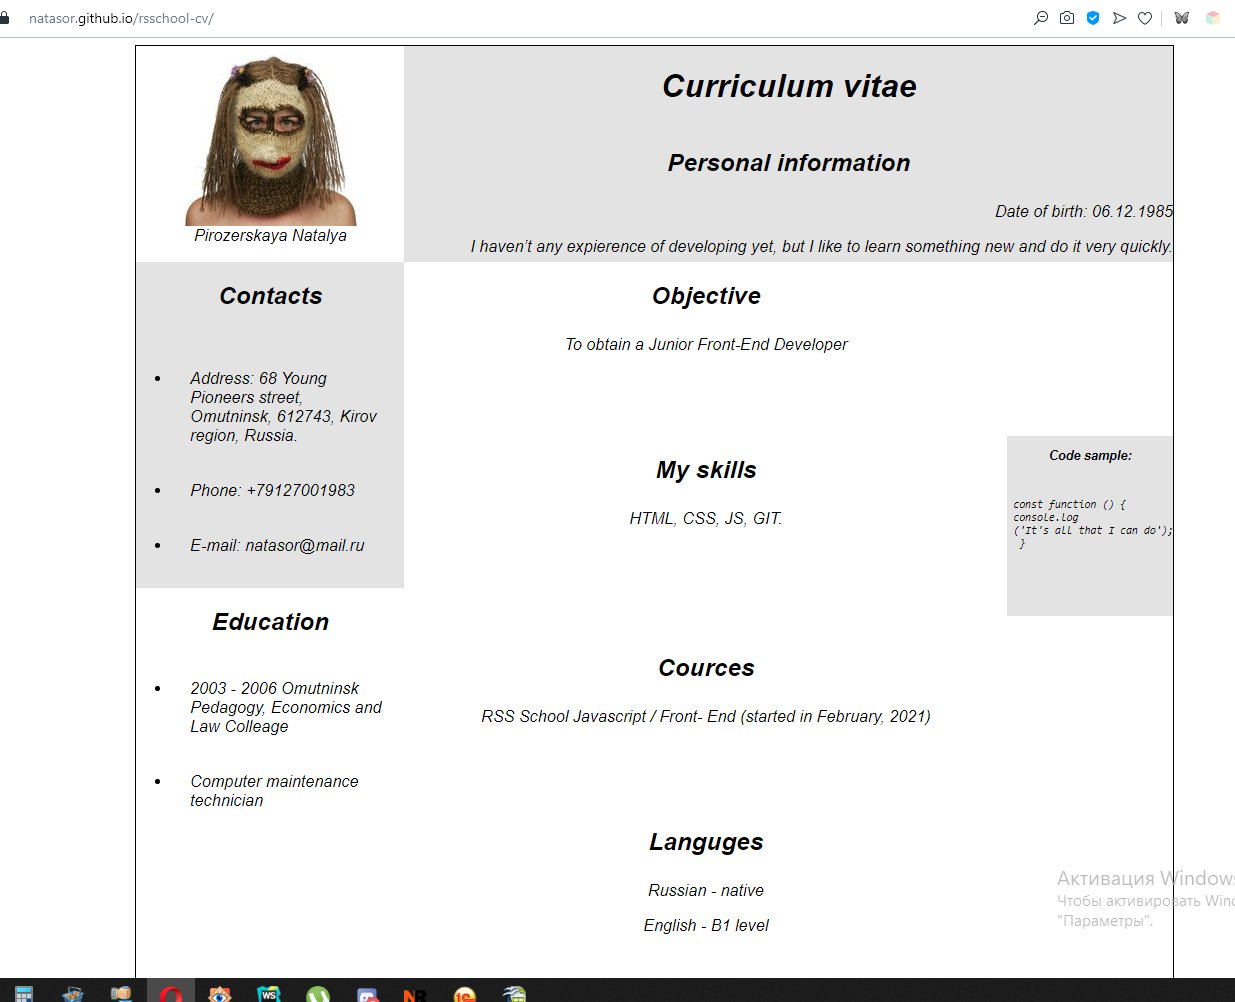 natasor.github.io/rsschool-cv/
Pirozerskaya Natalya
Curriculum vitae
Personal information
Date of birth: 06.12.1985
I haven't any expierence of developing yet, but I like to learn something new and do it very quickly.
Contacts
Address: 68 Young
Pioneers street,
Omutninsk, 612743, Kirov
region, Russia.
Phone: +79127001983
E-mail: natasor@mail.ru
Education
2003 - 2006 Omutninsk
Pedagogy, Economics and
Law Colleage
Computer maintenance
technician
Objective
To obtain a Junior Front-End Developer
My skills
HTML, CSS, JS, GIT.
Code sample:
const function () {
console.log
('It's all that I can do');
}
Cources
RSS School Javascript / Front- End (started in February, 2021)
Languges
Russian - native
English - B1 level
Активация Windows
Чтобы активировать Wind
"Параметры".
WS